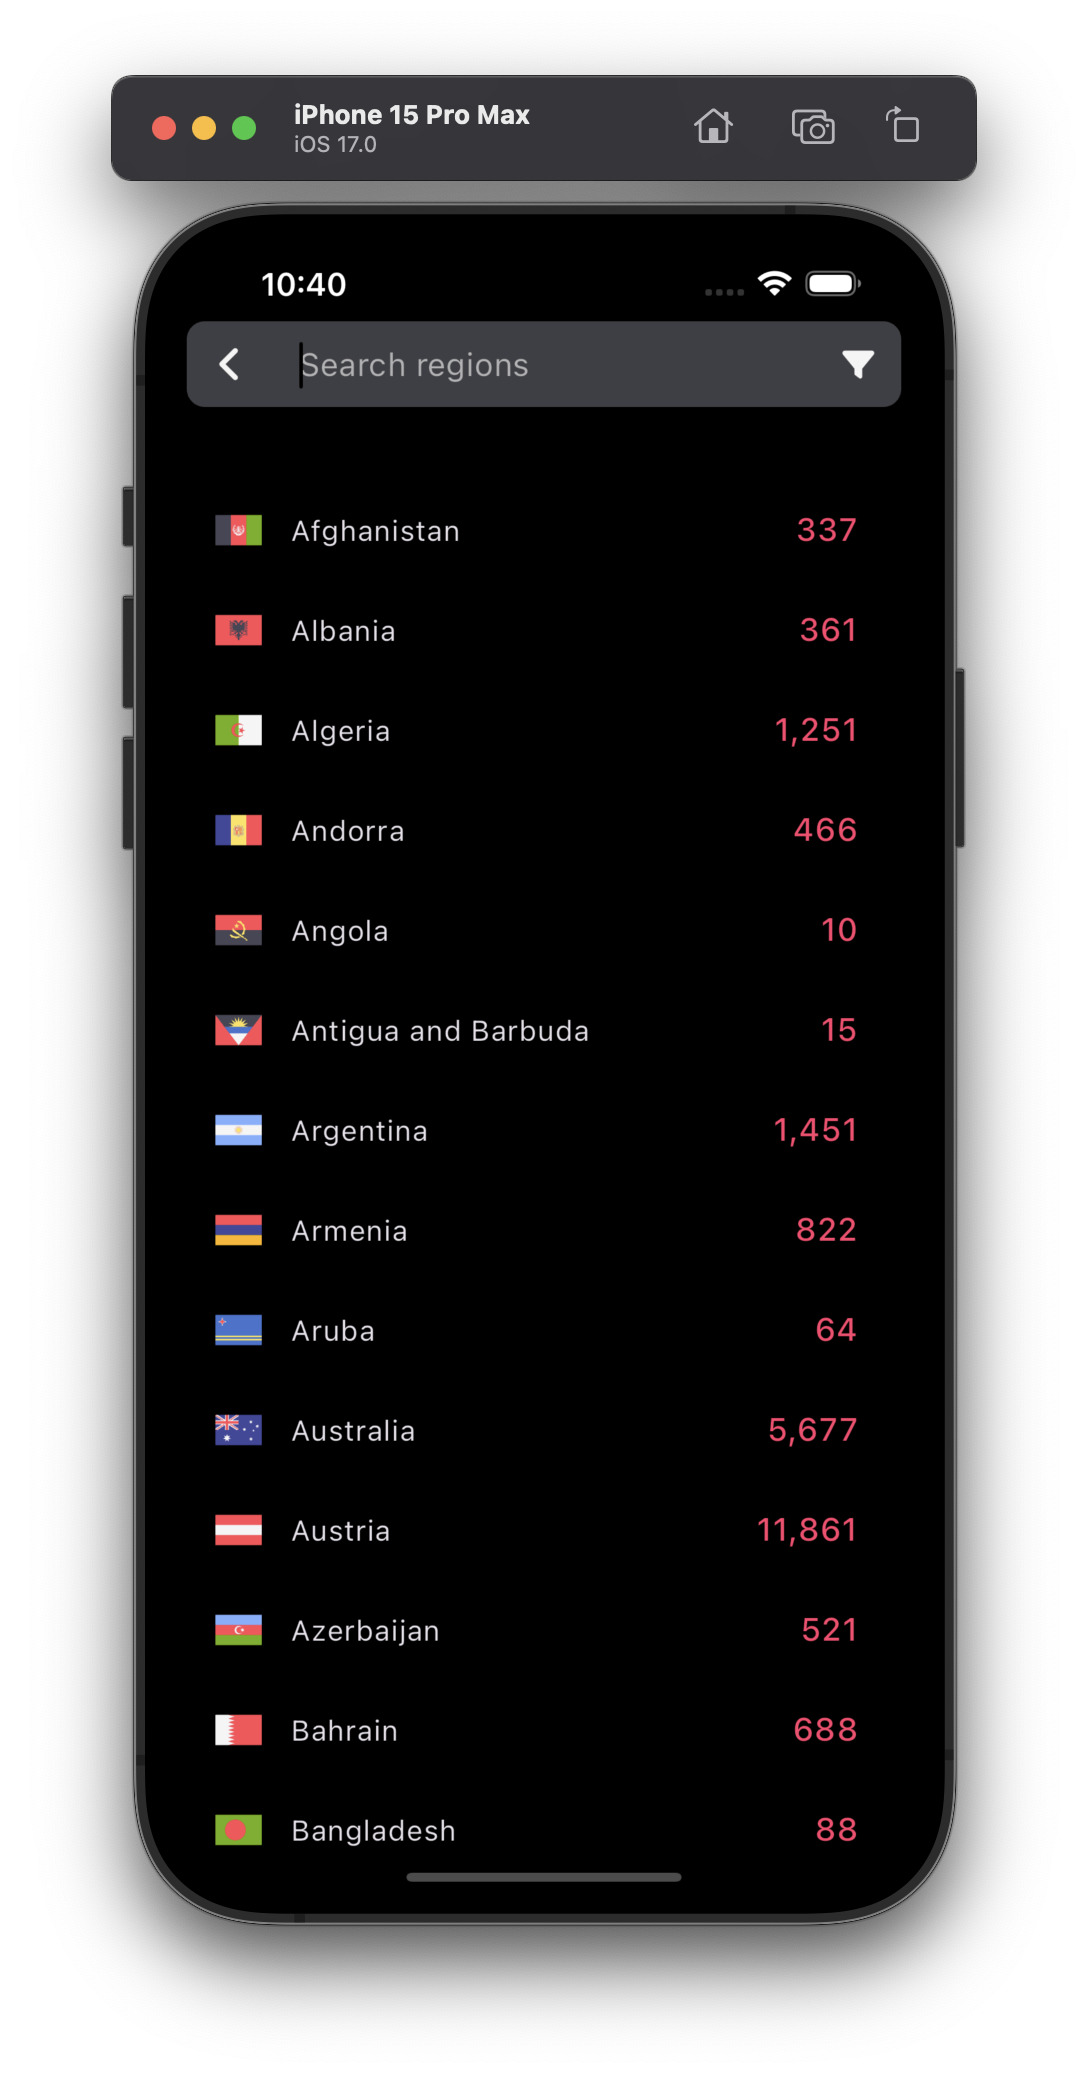 iPhone 15 Pro Max
iOS 17.0
10:40
Search regions
Afghanistan 337
Albania 361
Algeria 1,251
Andorra 466
Angola 10
Antigua and Barbuda 15
Argentina 1,451
Armenia 822
Aruba 64
Australia 5,677
Austria 11,861
Azerbaijan 521
Bahrain 688
Bangladesh 88